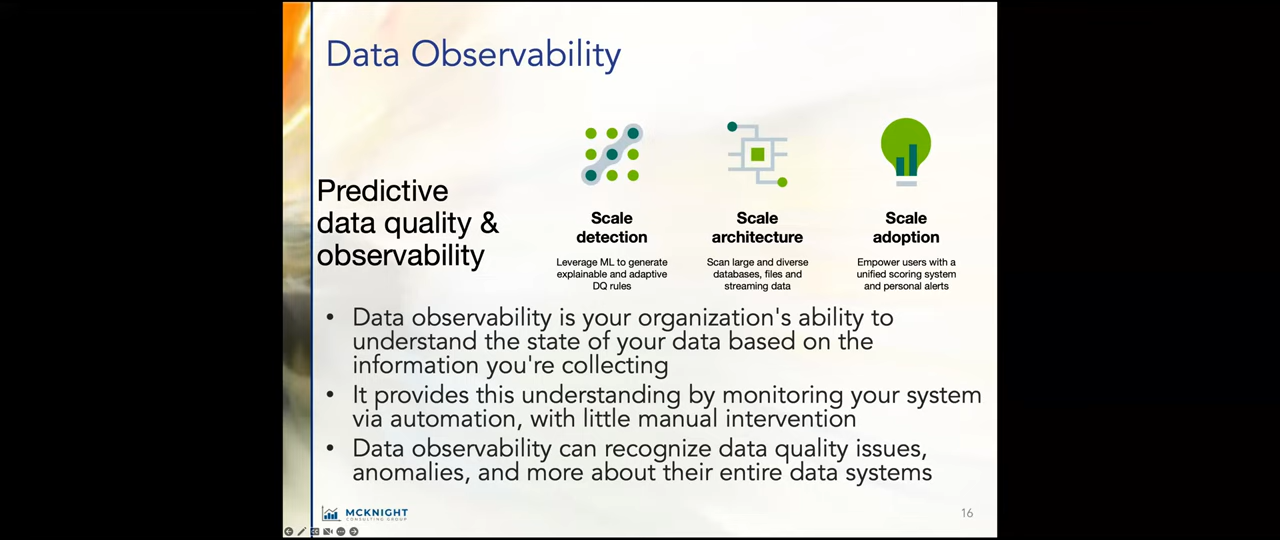 Data Observability
Predictive
data quality &
observability
Scale
detection
Leverage ML to generate
explainable and adaptive
DQ rules
Scale
architecture
Scan large and diverse
databases, files and
streaming data
Scale
adoption
Empower users with a
unified scoring system
and personal alerts
• Data observability is your organization's ability to
understand the state of your data based on the
information you're collecting
• It provides this understanding by monitoring your system
via automation, with little manual intervention
• Data observability can recognize data quality issues,
anomalies, and more about their entire data systems
MCKNIGHT
CONSULTING GROUP
16